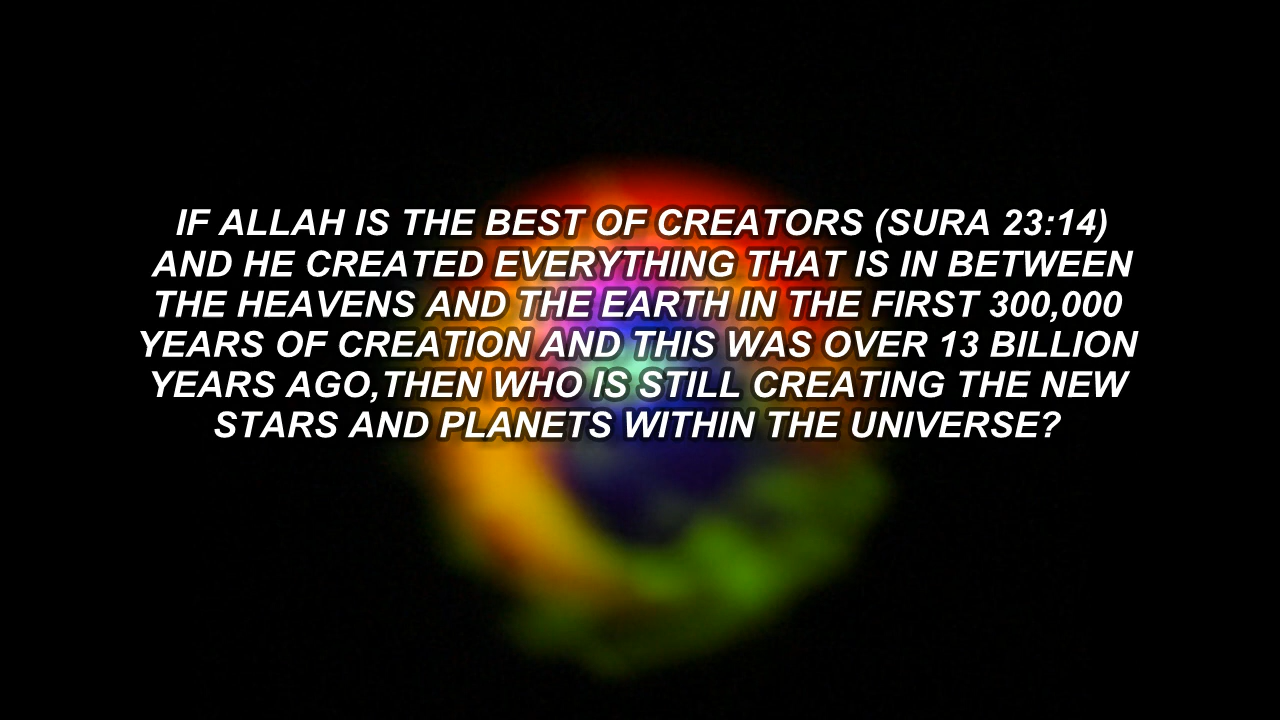 IF ALLAH IS THE BEST OF CREATORS (SURA 23:14)
AND HE CREATED EVERYTHING THAT IS IN BETWEEN
THE HEAVENS AND THE EARTH IN THE FIRST 300,000
YEARS OF CREATION AND THIS WAS OVER 13 BILLION
YEARS AGO,THEN WHO IS STILL CREATING THE NEW
STARS AND PLANETS WITHIN THE UNIVERSE?